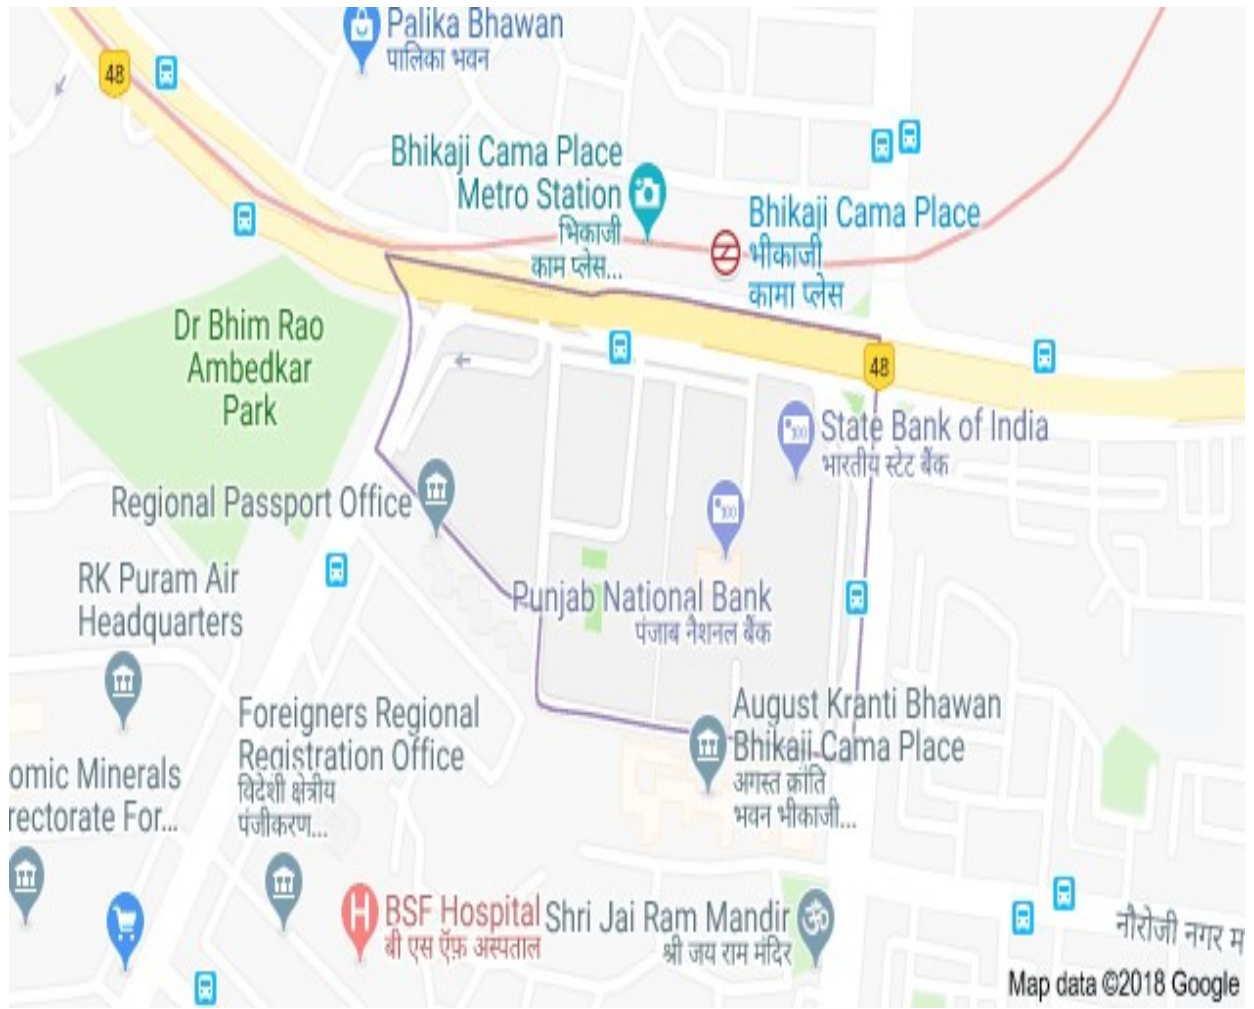 Palika Bhawan
पालिका भवन
48
Bhikaji Cama Place
Metro Station
भिकाजी
काम प्लेस...
Bhikaji Cama Place
भीकाजी
कामा प्लेस
Dr Bhim Rao
Ambedkar
Park
48
State Bank of India
भारतीय स्टेट बैंक
Regional Passport Office
100
100
RK Puram Air
Headquarters
Punjab National Bank
पंजाब नैशनल बैंक
Foreigners Regional
Registration Office
विदेशी क्षेत्रीय
पंजीकरण...
August Kranti Bhawan
Bhikaji Cama Place
अगस्त क्रांति
भवन भीकाजी...
omic Minerals
rectorate For...
H
BSF Hospital
बी एस ऍफ़ अस्पताल
Shri Jai Ram Mandir
श्री जय राम मंदिर
ॐ
नौरोजी नगर म
Map data ©2018 Google